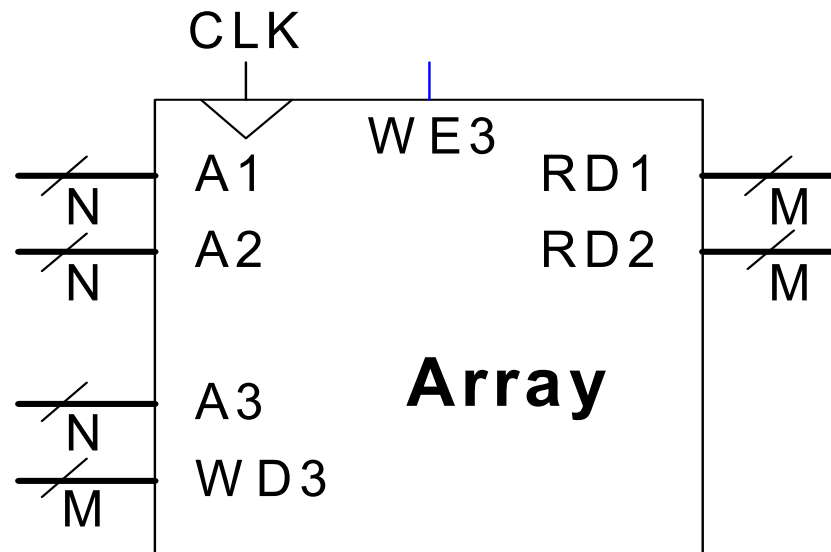 CLK
WE3
A1 RD1
N M
A2 RD2
N M
Array
A3
N
WD3
M